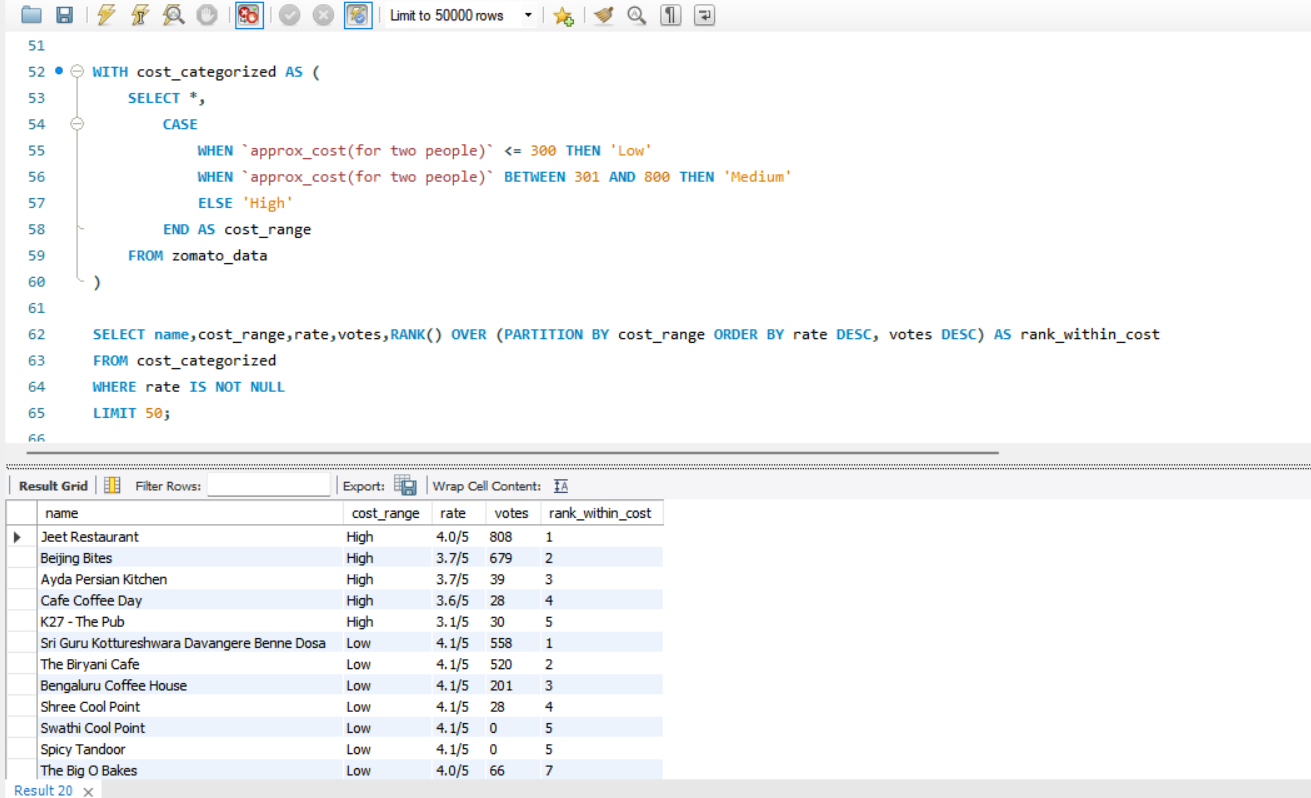 Limit to 50000 rows
51
52 WITH cost_categorized AS (
53 SELECT *,
54 CASE
55 WHEN `approx_cost(for two people)` <= 300 THEN 'Low'
56 WHEN `approx_cost(for two people)` BETWEEN 301 AND 800 THEN 'Medium'
57 ELSE 'High'
58 END AS cost_range
59 FROM zomato_data
60 )
61
62 SELECT name,cost_range,rate,votes,RANK() OVER (PARTITION BY cost_range ORDER BY rate DESC, votes DESC) AS rank_within_cost
63 FROM cost_categorized
64 WHERE rate IS NOT NULL
65 LIMIT 50;
66
Result Grid Filter Rows: Export: Wrap Cell Content: IA
name cost_range rate votes rank_within_cost
Jeet Restaurant High 4.0/5 808 1
Beijing Bites High 3.7/5 679 2
Ayda Persian Kitchen High 3.7/5 39 3
Cafe Coffee Day High 3.6/5 28 4
K27 - The Pub High 3.1/5 30 5
Sri Guru Kottureshwara Davangere Benne Dosa Low 4.1/5 558 1
The Biryani Cafe Low 4.1/5 520 2
Bengaluru Coffee House Low 4.1/5 201 3
Shree Cool Point Low 4.1/5 28 4
Swathi Cool Point Low 4.1/5 0 5
Spicy Tandoor Low 4.1/5 0 5
The Big O Bakes Low 4.0/5 66 7
Result 20